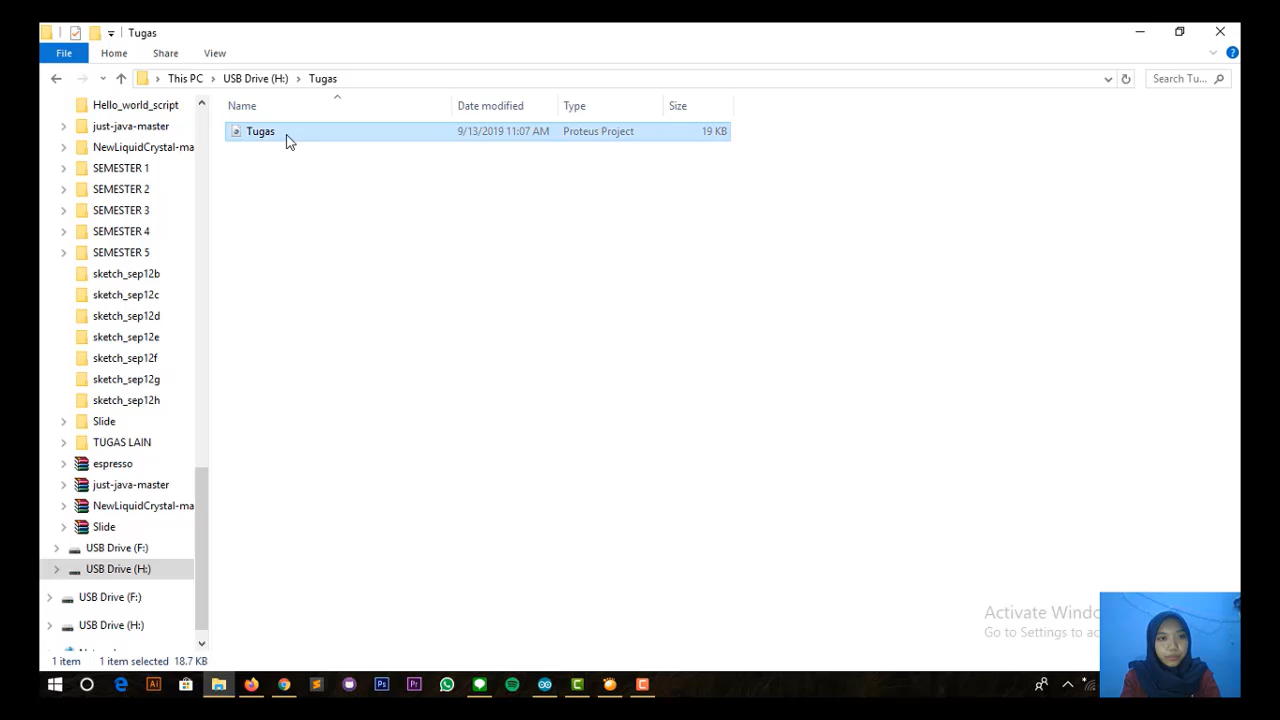 Tugas
File Home Share View
This PC USB Drive (H:) Tugas Search Tu...
Name Date modified Type Size
Tugas 9/13/2019 11:07 AM Proteus Project 19 KB
Hello_world_script
just-java-master
NewLiquidCrystal-ma
SEMESTER 1
SEMESTER 2
SEMESTER 3
SEMESTER 4
SEMESTER 5
sketch_sep12b
sketch_sep12c
sketch_sep12d
sketch_sep12e
sketch_sep12f
sketch_sep12g
sketch_sep12h
Slide
TUGAS LAIN
espresso
just-java-master
NewLiquidCrystal-ma
Slide
USB Drive (F:)
USB Drive (H:)
USB Drive (F:)
USB Drive (H:)
1 item 1 item selected 18.7 KB
Activate Windo
Go to Settings to ac
Ai Ps Pr